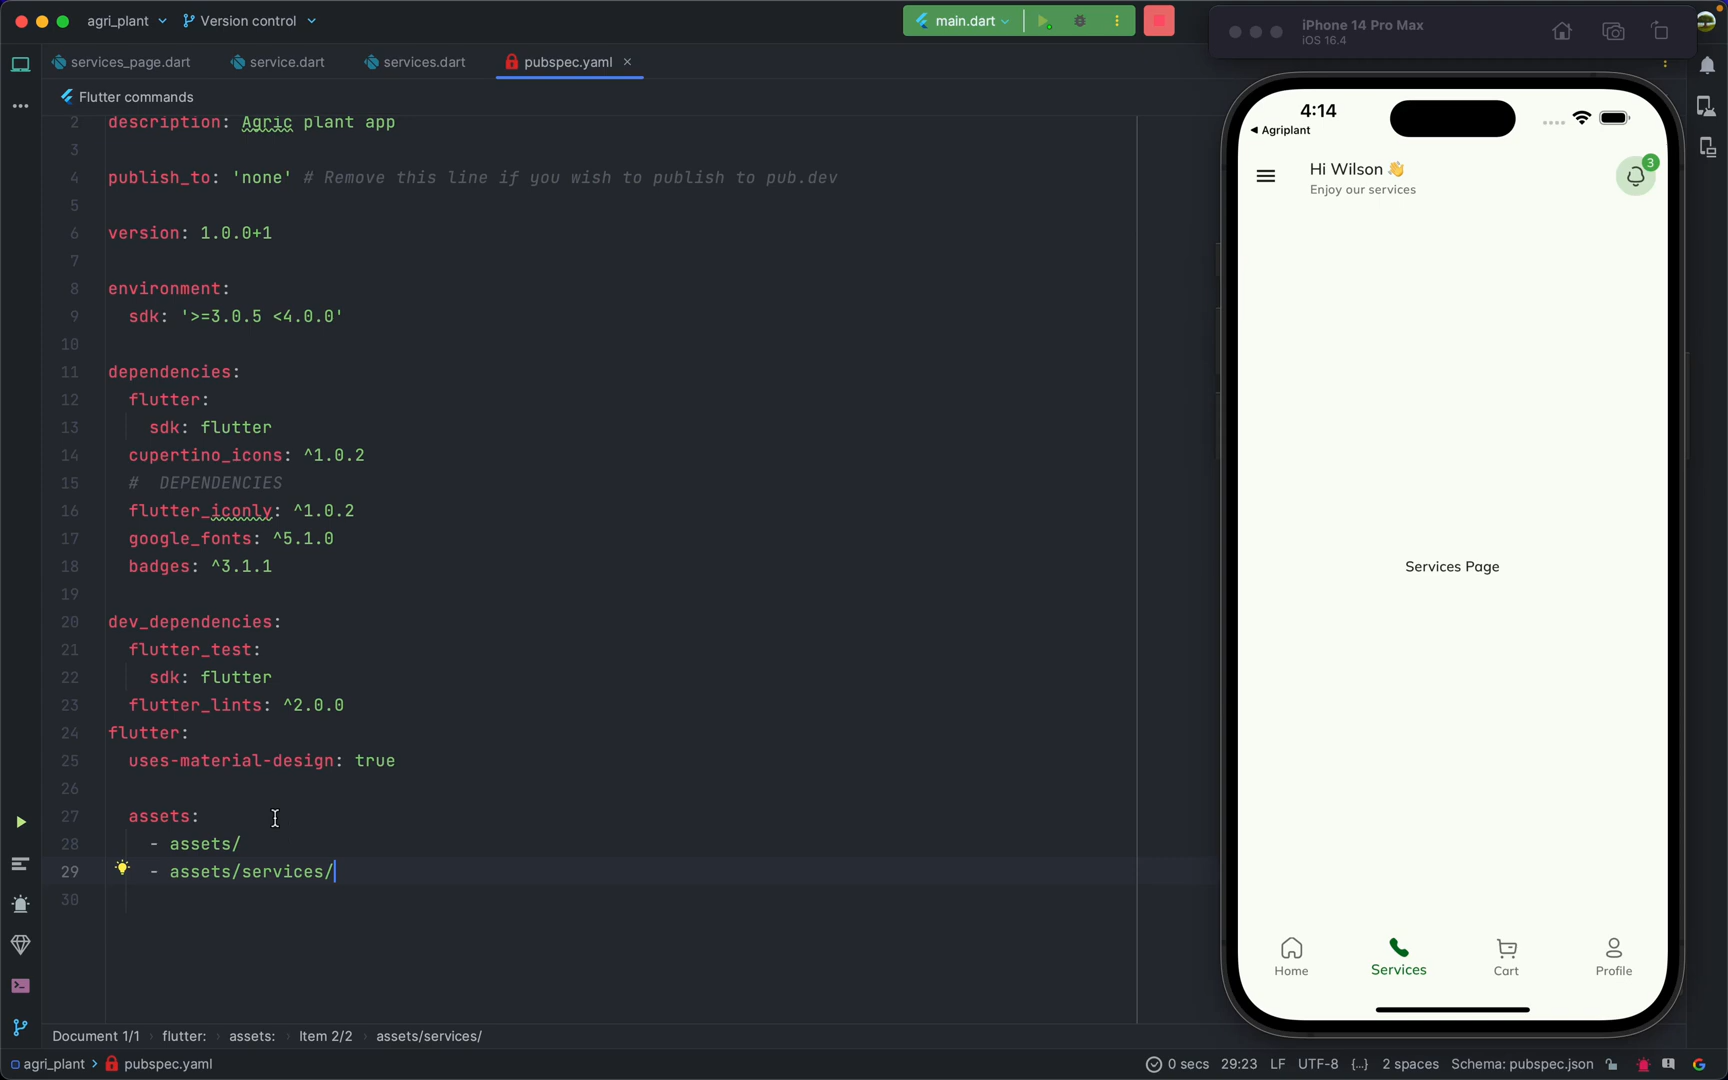 agri_plant
Version control
main.dart
services_page.dart
service.dart
services.dart
pubspec.yaml
Flutter commands
2 description: Agric plant app
3
4 publish_to: 'none' # Remove this line if you wish to publish to pub.dev
5
6 version: 1.0.0+1
7
8 environment:
9 sdk: '>=3.0.5 <4.0.0'
10
11 dependencies:
12 flutter:
13 sdk: flutter
14 cupertino_icons: ^1.0.2
15 # DEPENDENCIES
16 flutter_iconly: ^1.0.2
17 google_fonts: ^5.1.0
18 badges: ^3.1.1
19
20 dev_dependencies:
21 flutter_test:
22 sdk: flutter
23 flutter_lints: ^2.0.0
24 flutter:
25 uses-material-design: true
26
27 assets:
28 - assets/
29 - assets/services/
30
Document 1/1 › flutter: › assets: › Item 2/2 › assets/services/
agri_plant › pubspec.yaml
0 secs 29:23 LF UTF-8 {..} 2 spaces Schema: pubspec.json
iPhone 14 Pro Max
iOS 16.4
4:14
Agriplant
Hi Wilson 👋
Enjoy our services
3
Services Page
Home
Services
Cart
Profile